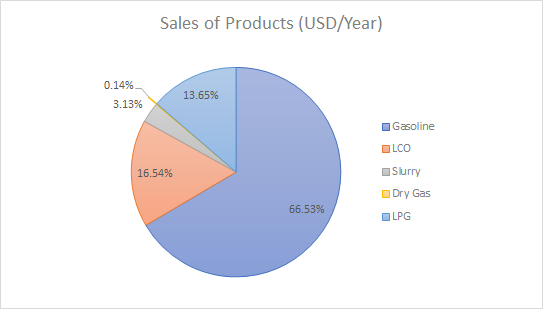 Sales of Products (USD/Year)
0.14%
13.65%
3.13%
Gasoline
LCO
16.54%
Slurry
Dry Gas
66.53%
LPG